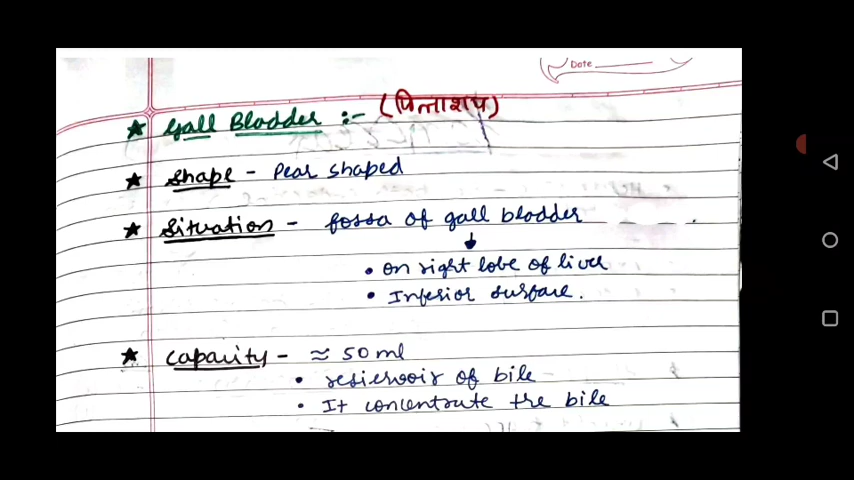 Date
★ Gall Bladder :- (पित्ताशय)
★ Shape - Pear shaped
★ Situation - fossa of gall bladder
↓
• On right lobe of liver
• Inferior surface.
★ Capacity - ≈ 50 ml
• resiervoir of bile
• It concentrate the bile